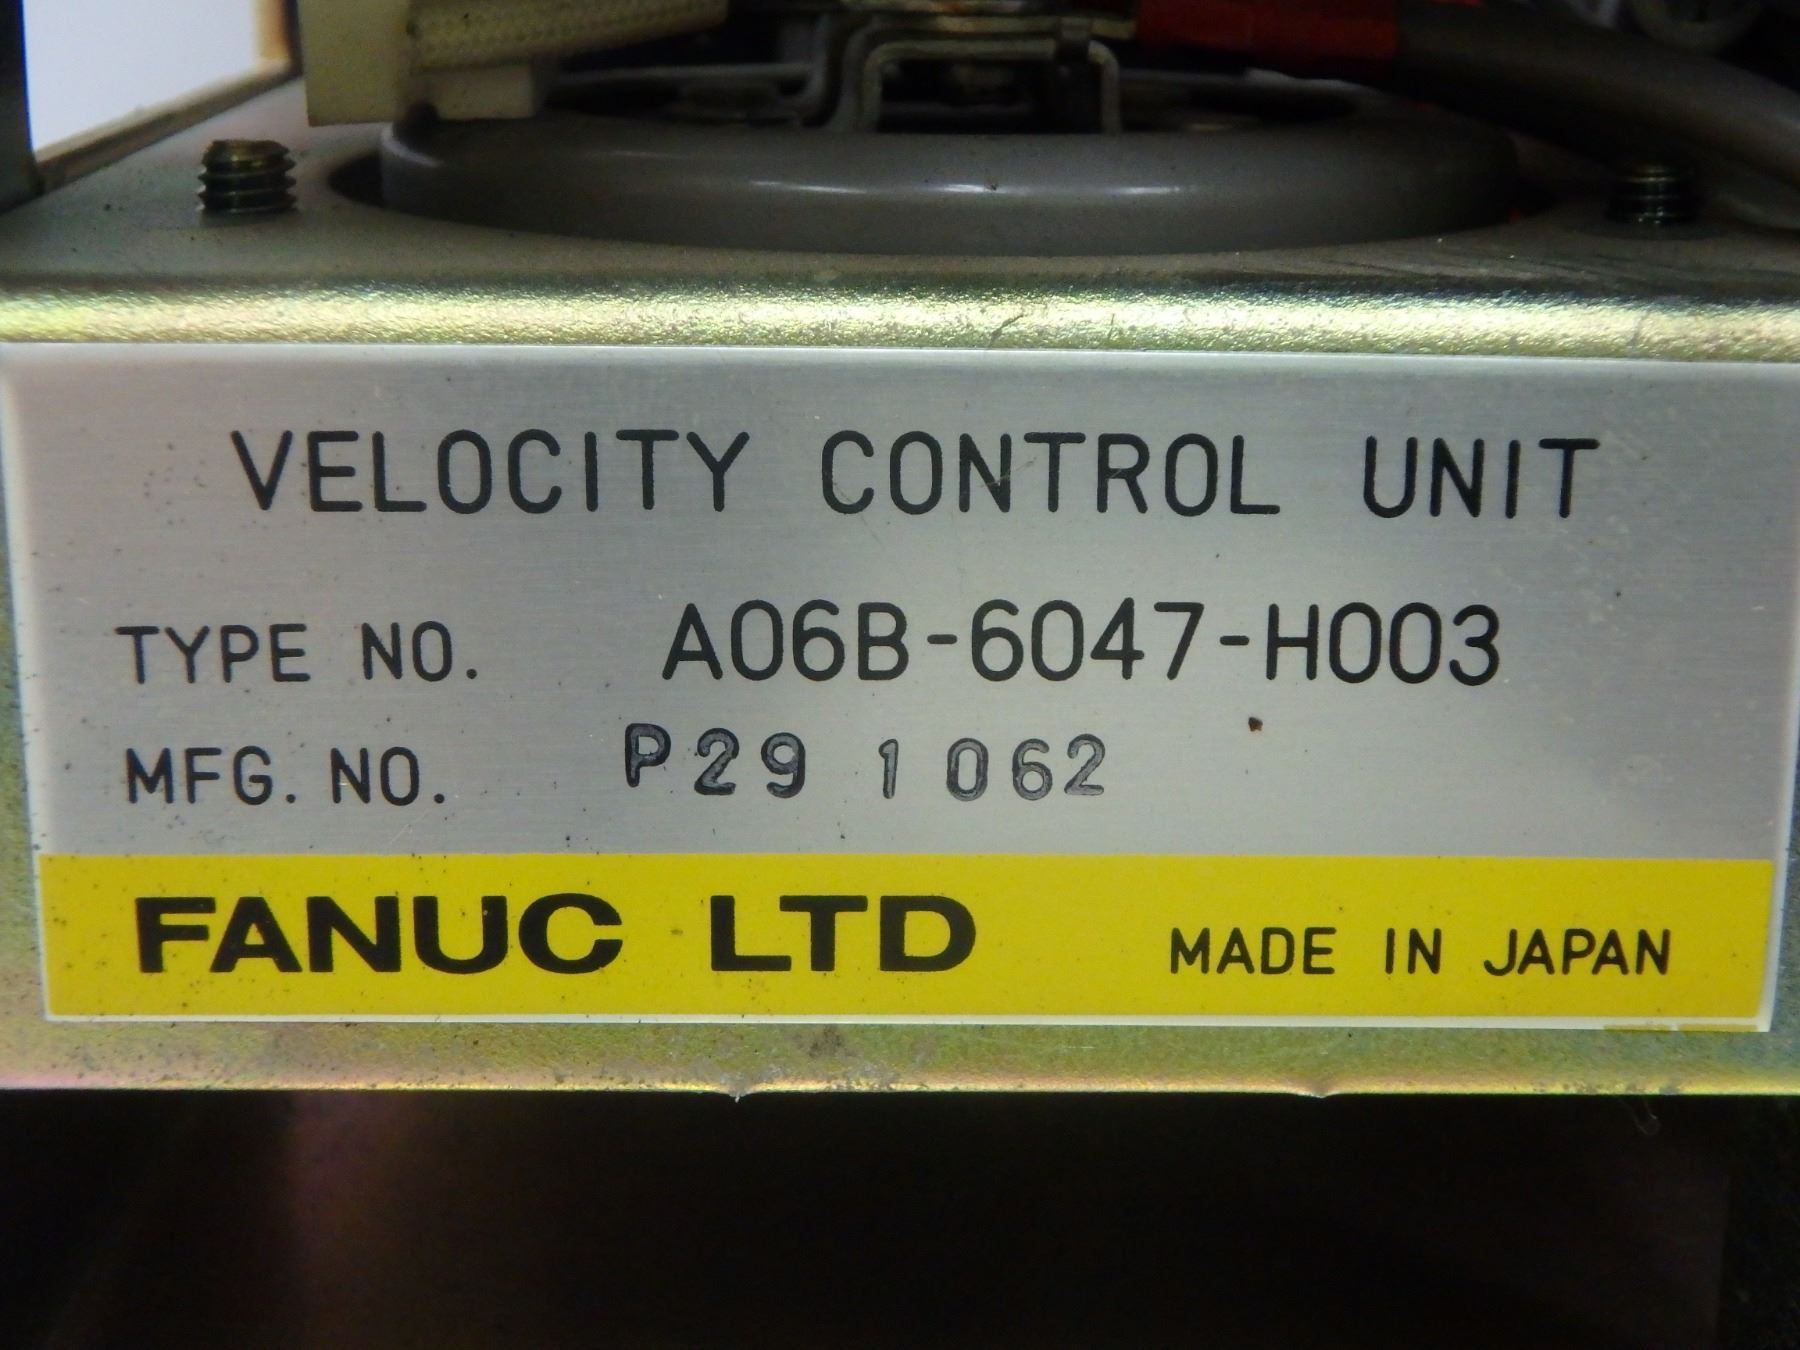 VELOCITY CONTROL UNIT
TYPE NO. A06B-6047-H003
MFG. NO. P29 1062
FANUC LTD MADE IN JAPAN